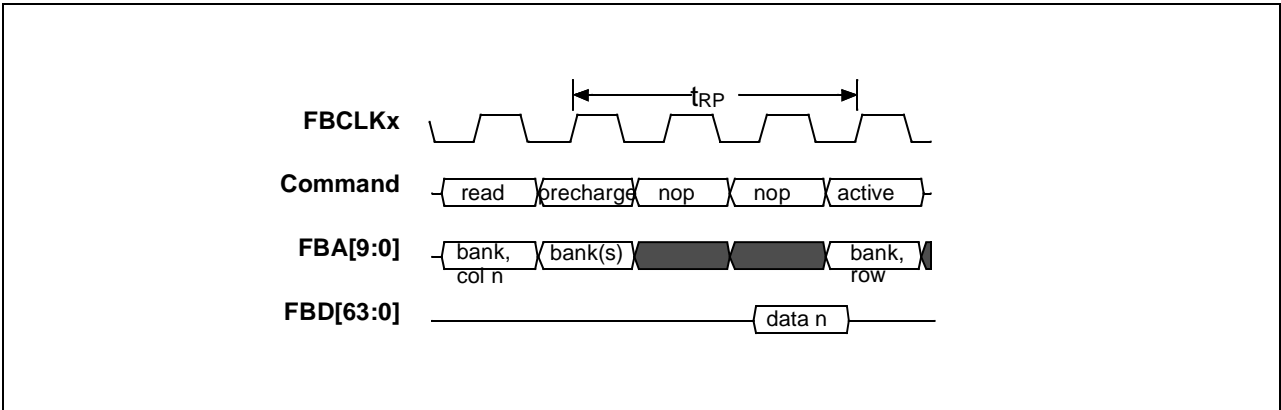 tRP
FBCLKx
Command read precharge nop nop active
FBA[9:0] bank, bank(s) bank,
col n row
FBD[63:0] data n